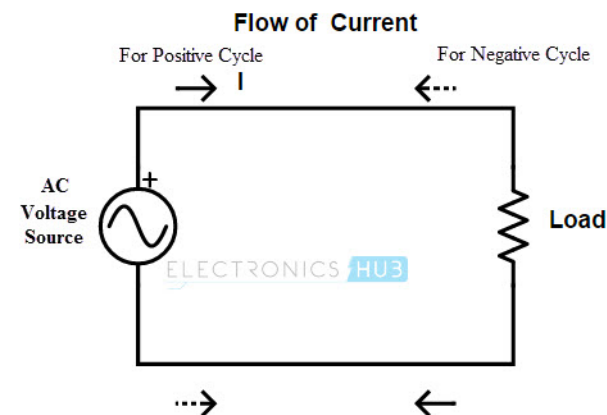 Flow of Current
For Positive Cycle
For Negative Cycle
I
+
AC
Voltage
Source
Load
ELECTRONICS HUB